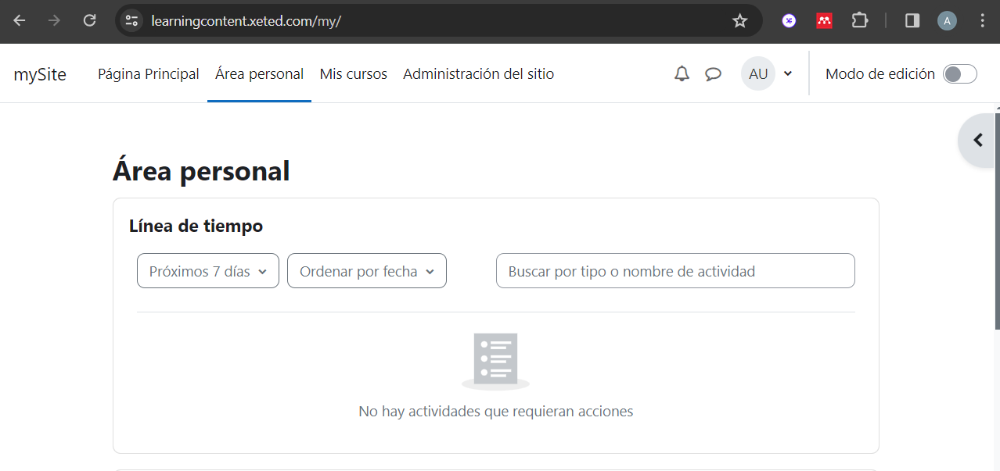 learningcontent.xeted.com/my/
A
mySite
Página Principal
Área personal
Mis cursos
Administración del sitio
AU
Modo de edición
Área personal
Línea de tiempo
Próximos 7 días
Ordenar por fecha
Buscar por tipo o nombre de actividad
No hay actividades que requieran acciones